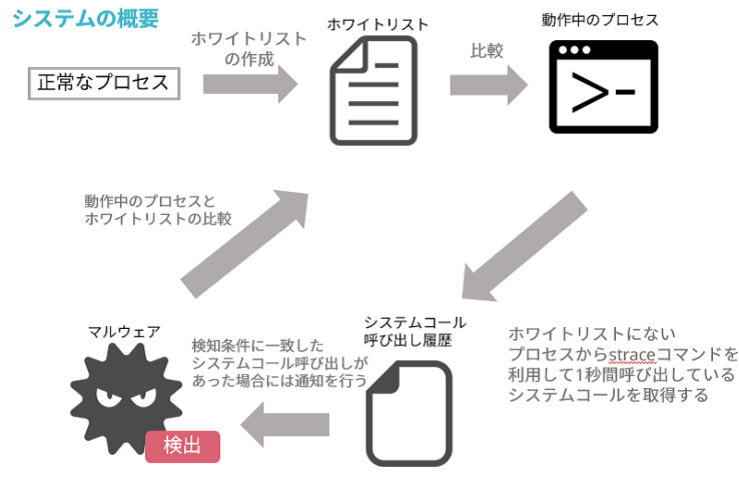 システムの概要
ホワイトリスト
の作成
正常なプロセス
ホワイトリスト
比較
動作中のプロセス
動作中のプロセスと
ホワイトリストの比較
マルウェア
検出
検知条件に一致した
システムコール呼び出しが
あった場合には通知を行う
システムコール
呼び出し履歴
ホワイトリストにない
プロセスからstraceコマンドを
利用して1秒間呼び出している
システムコールを取得する